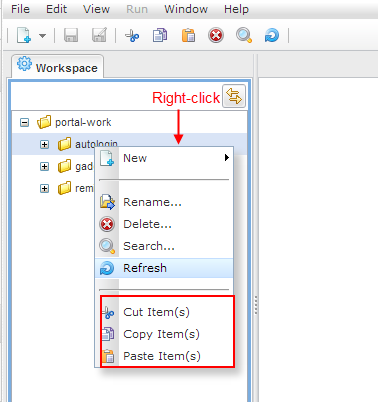 File Edit View Run Window Help
Workspace
Right-click
portal-work
autologin
New
gad
rem
Rename...
Delete...
Search...
Refresh
Cut Item(s)
Copy Item(s)
Paste Item(s)